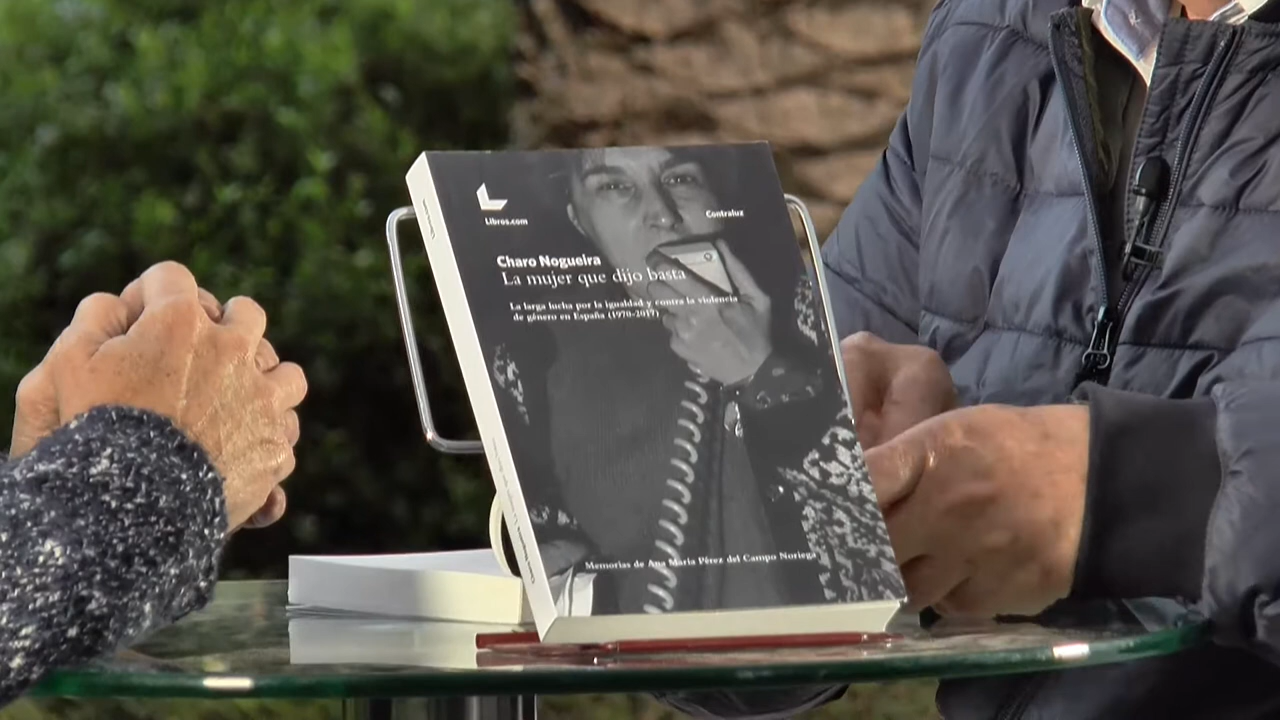 Libros.com
Contraluz
Charo Nogueira
La mujer que dijo basta
La larga lucha por la igualdad y contra la violencia
de género en España (1970-2017)
Memorias de Ana María Pérez del Campo Noriega